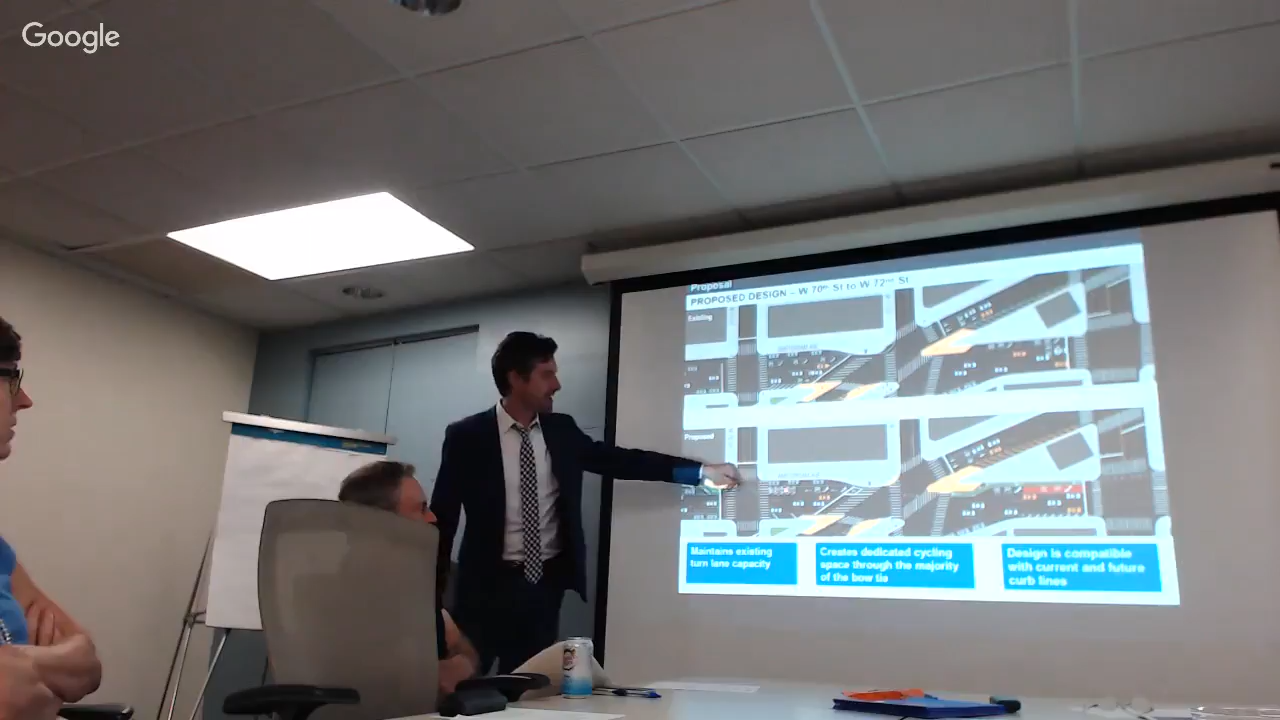 Google
Proposal
PROPOSED DESIGN – W 70th St to W 72nd St
Existing
Proposed
Maintains existing
turn lane capacity
Creates dedicated cycling
space through the majority
of the bow tie
Design is compatible
with current and future
curb lines